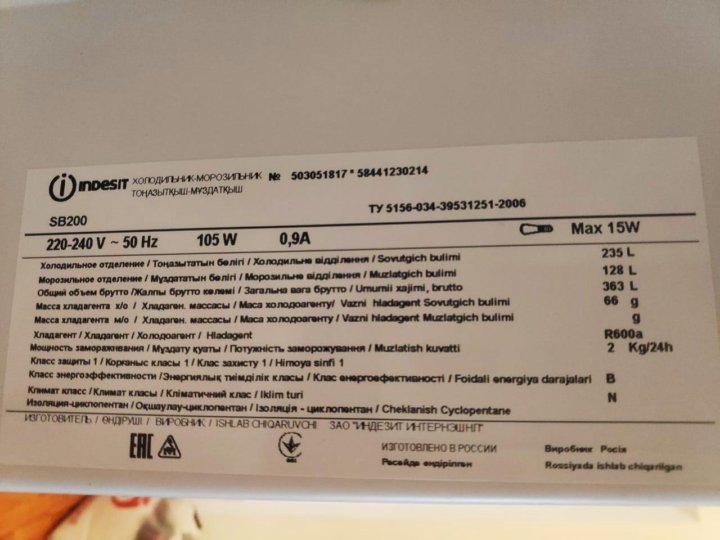 INDESIT ХОЛОДИЛЬНИК-МОРОЗИЛЬНИК № 503051817 * 58441230214
ТОҢАЗЫТҚЫШ-МҰЗДАТҚЫШ
SB200 ТУ 5156-034-39531251-2006
220-240 V ~ 50 Hz 105 W 0,9A Max 15W
Холодильное отделение / Тоңазытатын белігі / Холодильне відділення / Sovutgich bulimi 235 L
Морозильное отделение / Мұздататын белігі / Морозильне відділення / Muzlatgich bulimi 128 L
Общий объем брутто /Жалпы брутто келемі / Загальна вага брутто / Umumii xajimi, brutto 363 L
Масса хладагента х/о / Хладаген. массасы / Маса холодоагенту/ Vazni hladagent Sovutgich bulimi 66 g
Масса хладагента м/о / Хладаген. массасы / Маса холодоагенту / Vazni hladagent Muzlatgich bulimi g
Хладагент / Хладагент / Холодоагент / Hladagent R600a
Мощность замораживания / Мұздату қуаты / Потужність заморожування / Muzlatish kuvatti 2 Kg/24h
Класс защиты 1 / Корғаныс класы 1 / Клас захисту 1 / Himoya sinfi 1
Класс энергоэффективности / Энергиялық тиімділік класы / Клас енергоефективності / Foidali energiya darajalari B
Климат класс / Климат класы / Кліматичний клас / Iklim turi N
Изоляция-циклопентан / Оқшаулау-циклопентан / Ізоляція - циклопентан / Cheklanish Cyclopentane
ИЗГОТОВИТЕЛЬ / ӨНДІРУШІ / ВИРОБНИК / ISHLAB CHIQARUVCHI ЗАО "ИНДЕЗИТ ИНТЕРНЭШНЛ"
EAC ИЗГОТОВЛЕНО В РОССИИ Виробник Росія
Ресейде өндірілген Rossiyada ishlab chiqarilgan